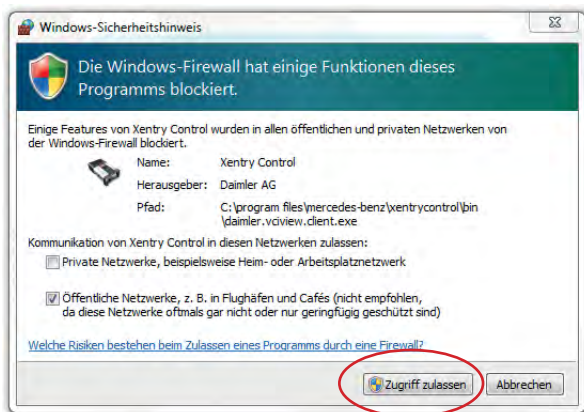 Windows-Sicherheitshinweis
Die Windows-Firewall hat einige Funktionen dieses
Programms blockiert.
Einige Features von Xentry Control wurden in allen öffentlichen und privaten Netzwerken von
der Windows-Firewall blockiert.
Name: Xentry Control
Herausgeber: Daimler AG
Pfad: C:\program files\mercedes-benz\xentrycontrol\bin
\daimler.vciview.client.exe
Kommunikation von Xentry Control in diesen Netzwerken zulassen:
Private Netzwerke, beispielsweise Heim- oder Arbeitsplatznetzwerk
Öffentliche Netzwerke, z. B. in Flughäfen und Cafés (nicht empfohlen,
da diese Netzwerke oftmals gar nicht oder nur geringfügig geschützt sind)
Welche Risiken bestehen beim Zulassen eines Programms durch eine Firewall?
Zugriff zulassen Abbrechen